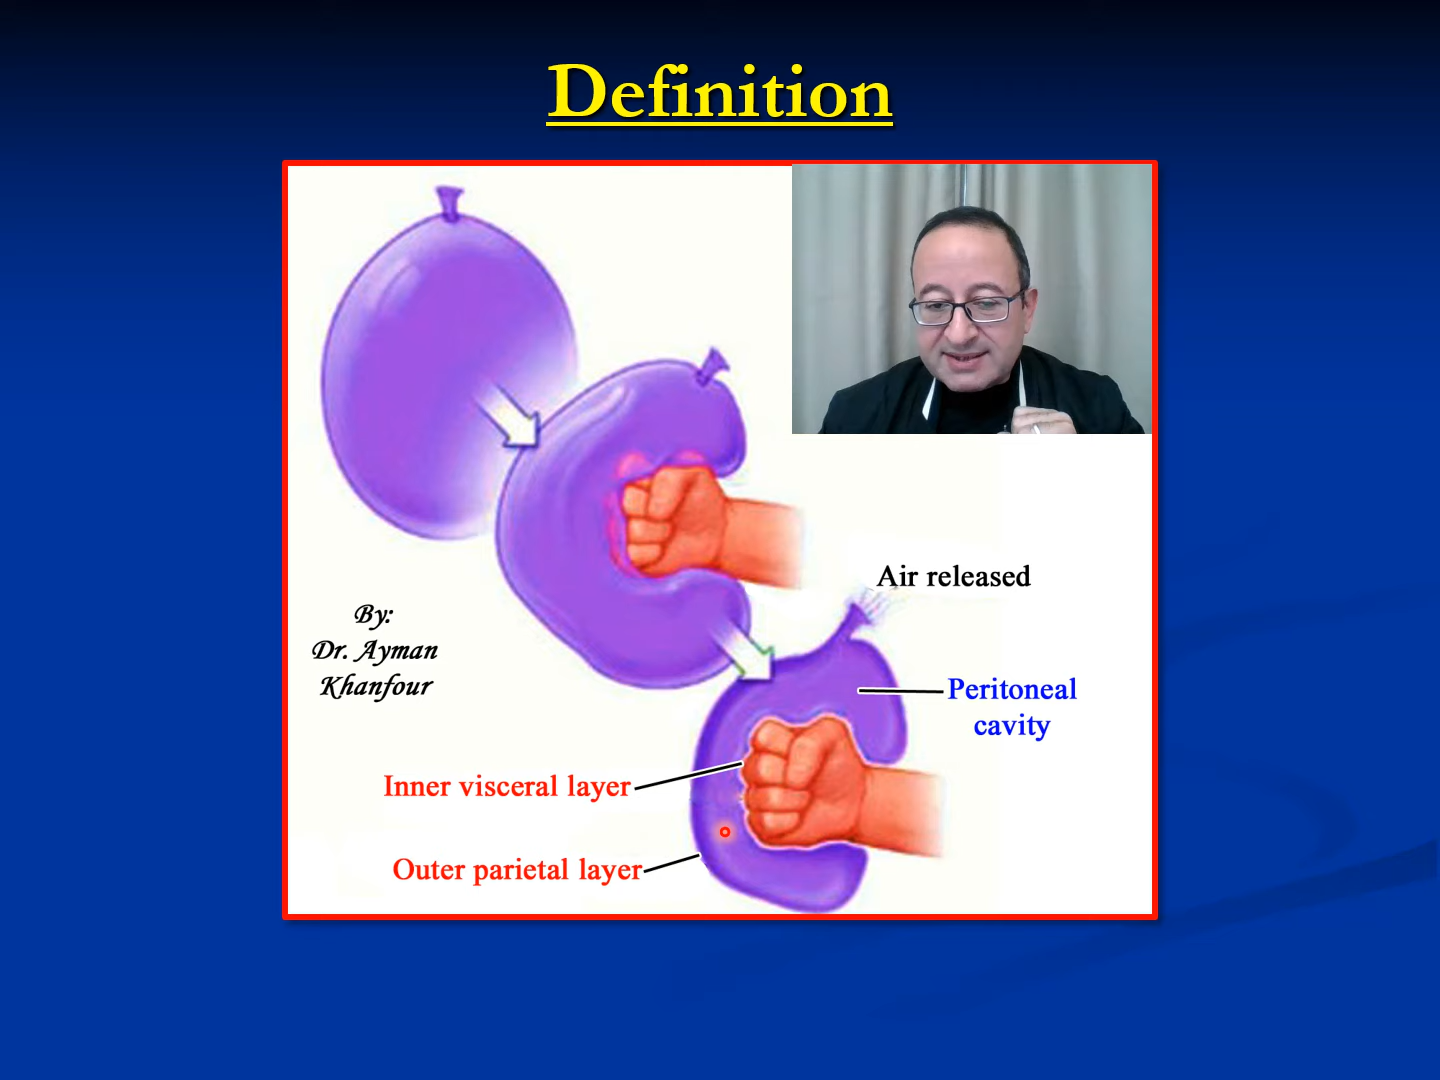 Definition
Air released
By:
Dr. Ayman
Khanfour
Peritoneal
cavity
Inner visceral layer
Outer parietal layer